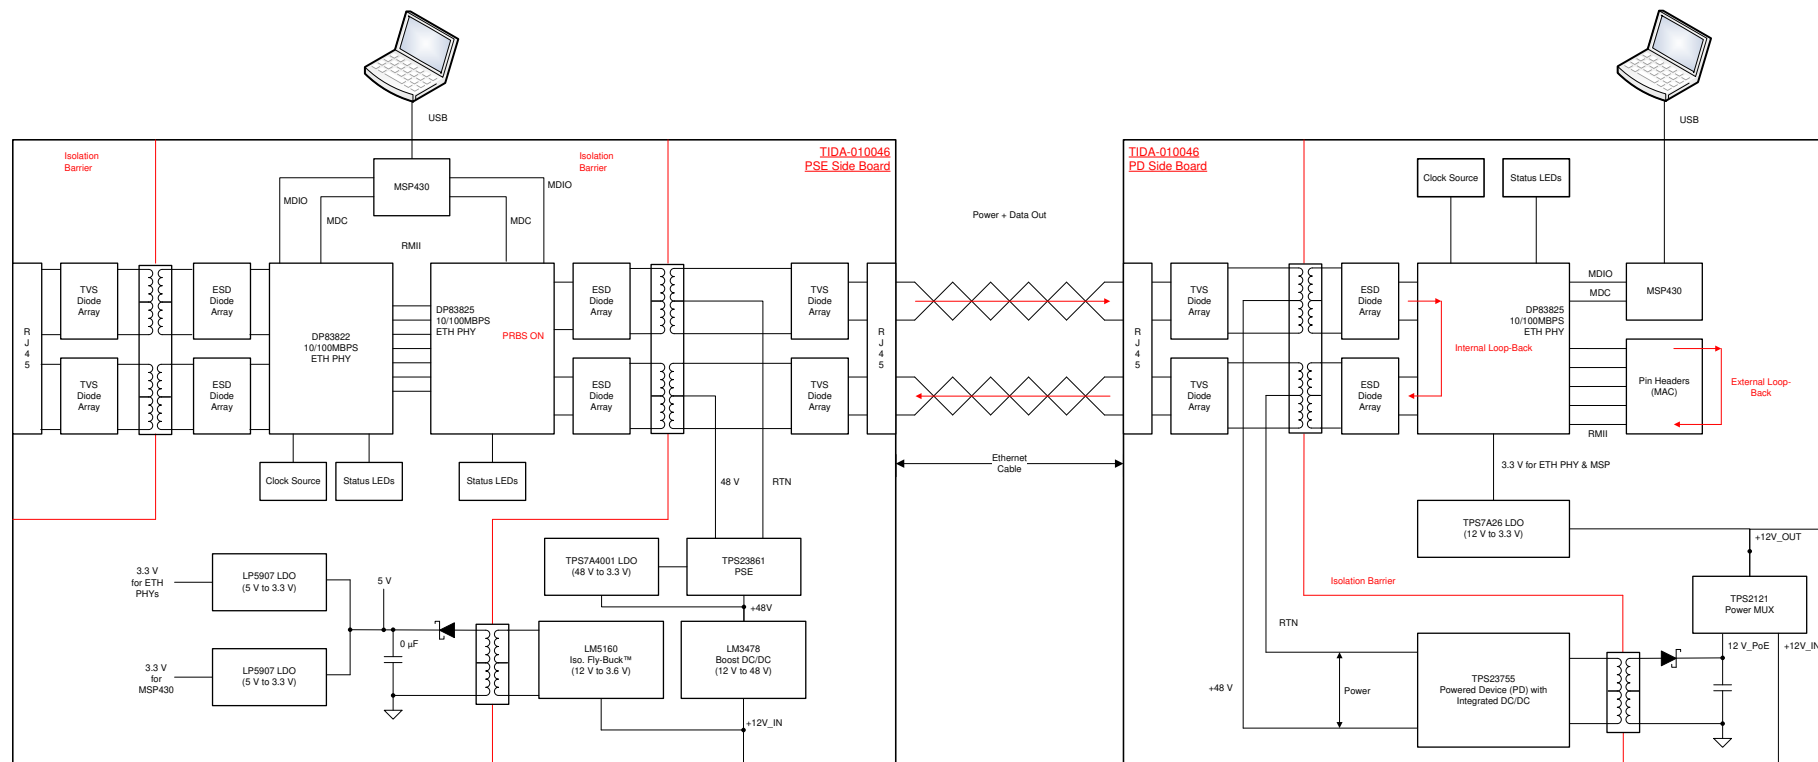 USB
USB
Isolation
Barrier
Isolation
Barrier
TIDA-010046
PSE Side Board
TIDA-010046
PD Side Board
MSP430
MDIO
MDIO
MDC
MDC
RMII
Power + Data Out
Clock Source
Status LEDs
R
J
4
5
TVS
Diode
Array
ESD
Diode
Array
DP83822
10/100MBPS
ETH PHY
DP83825
10/100MBPS
ETH PHY
PRBS ON
ESD
Diode
Array
TVS
Diode
Array
R
J
4
5
TVS
Diode
Array
ESD
Diode
Array
ESD
Diode
Array
TVS
Diode
Array
R
J
4
5
TVS
Diode
Array
ESD
Diode
Array
DP83825
10/100MBPS
ETH PHY
Internal Loop-Back
MDIO
MDC
MSP430
TVS
Diode
Array
ESD
Diode
Array
Pin Headers
(MAC)
External Loop-
Back
RMII
Clock Source
Status LEDs
Status LEDs
48 V
RTN
Ethernet
Cable
3.3 V for ETH PHY & MSP
TPS7A26 LDO
(12 V to 3.3 V)
+12V_OUT
3.3 V
for ETH
PHYs
LP5907 LDO
(5 V to 3.3 V)
5 V
TPS7A4001 LDO
(48 V to 3.3 V)
TPS23861
PSE
+48V
Isolation Barrier
TPS2121
Power MUX
3.3 V
for
MSP430
LP5907 LDO
(5 V to 3.3 V)
0 µF
LM5160
Iso. Fly-Buck™
(12 V to 3.6 V)
LM3478
Boost DC/DC
(12 V to 48 V)
+12V_IN
RTN
+48 V
Power
TPS23755
Powered Device (PD) with
Integrated DC/DC
12 V_PoE
+12V_IN